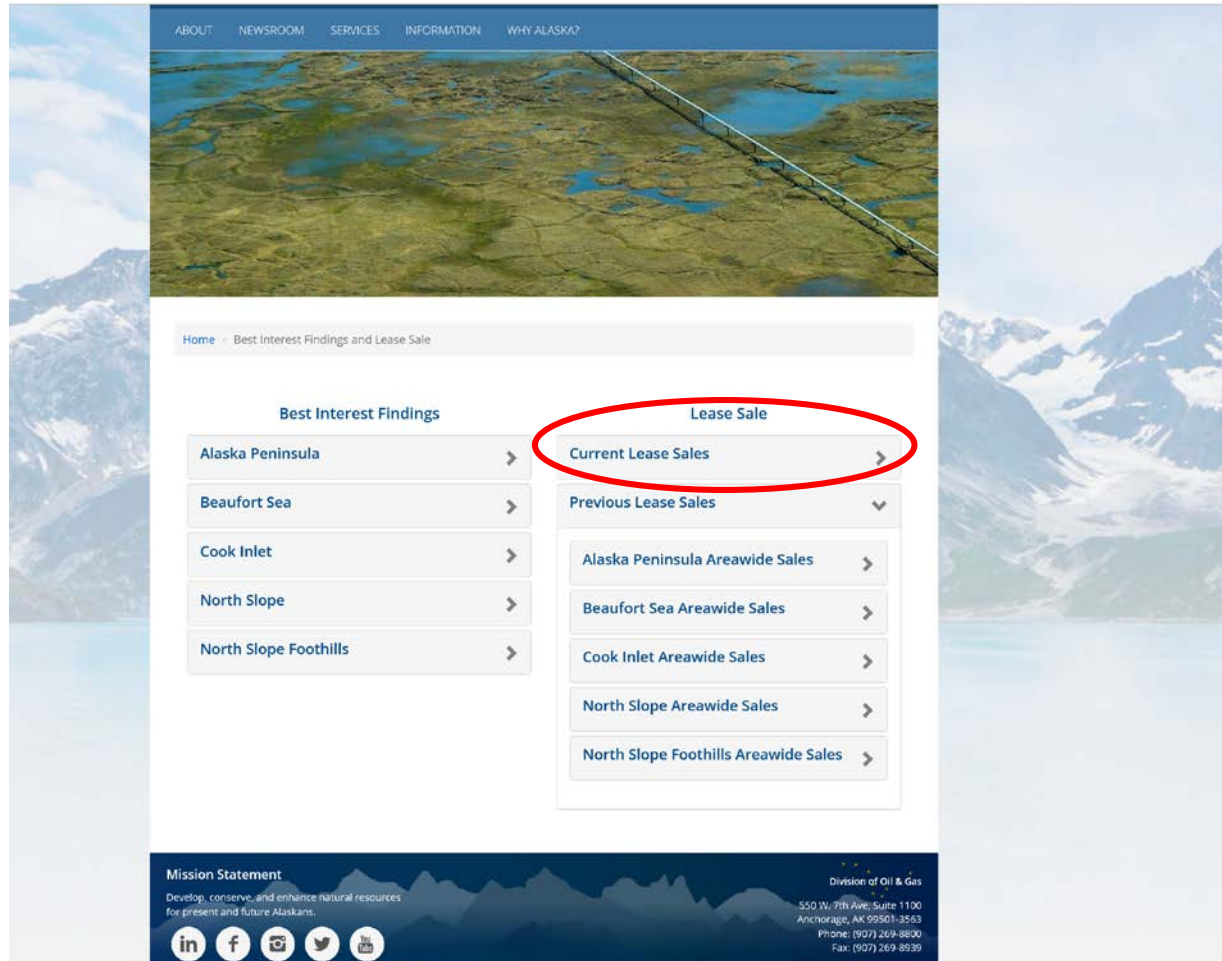 ABOUT NEWSROOM SERVICES INFORMATION WHY ALASKA?
Home / Best Interest Findings and Lease Sale
Best Interest Findings
Alaska Peninsula
Beaufort Sea
Cook Inlet
North Slope
North Slope Foothills
Lease Sale
Current Lease Sales
Previous Lease Sales
Alaska Peninsula Areawide Sales
Beaufort Sea Areawide Sales
Cook Inlet Areawide Sales
North Slope Areawide Sales
North Slope Foothills Areawide Sales
Mission Statement
Develop, conserve, and enhance natural resources
for present and future Alaskans.
in f You Tube
Division of Oil & Gas
550 W. 7th Ave, Suite 1100
Anchorage, AK 99501-3563
Phone: (907) 269-8800
Fax: (907) 269-8939